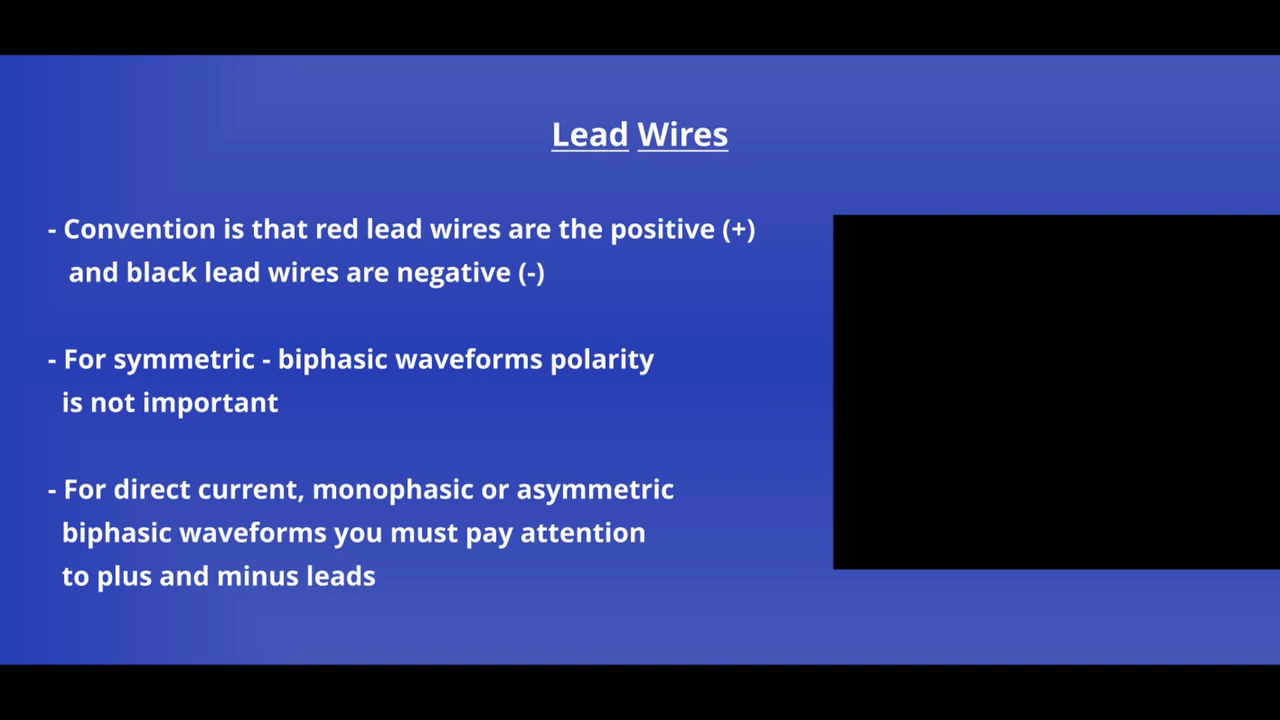 Lead Wires
- Convention is that red lead wires are the positive (+)
and black lead wires are negative (-)
- For symmetric - biphasic waveforms polarity
is not important
- For direct current, monophasic or asymmetric
biphasic waveforms you must pay attention
to plus and minus leads